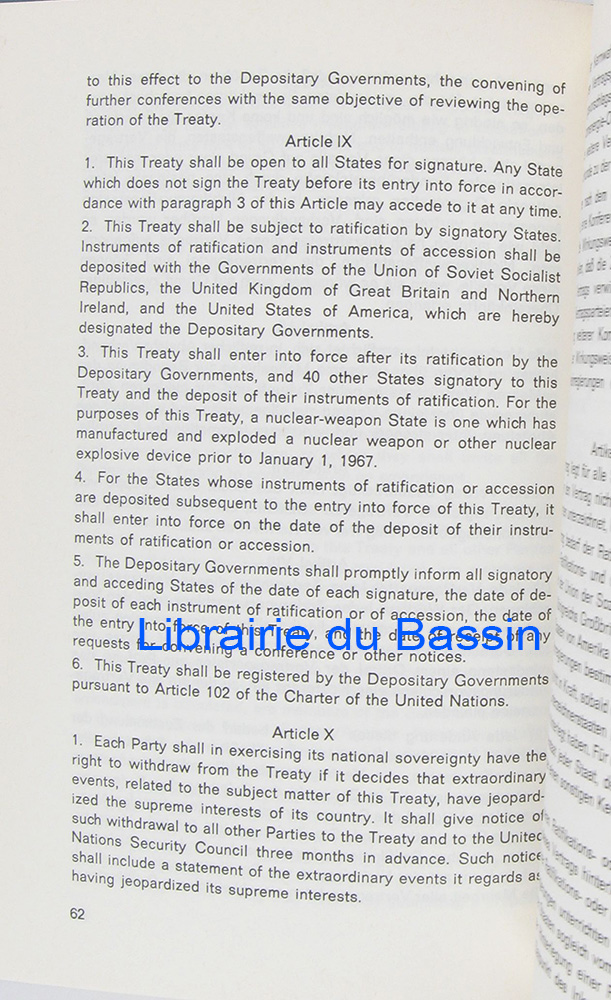 to this effect to the Depositary Governments, the convening of
further conferences with the same objective of reviewing the ope-
ration of the Treaty.
Article IX
1. This Treaty shall be open to all States for signature. Any State
which does not sign the Treaty before its entry into force in accor-
dance with paragraph 3 of this Article may accede to it at any time.
2. This Treaty shall be subject to ratification by signatory States.
Instruments of ratification and instruments of accession shall be
deposited with the Governments of the Union of Soviet Socialist
Republics, the United Kingdom of Great Britain and Northern
Ireland, and the United States of America, which are hereby
designated the Depositary Governments.
3. This Treaty shall enter into force after its ratification by the
Depositary Governments, and 40 other States signatory to this
Treaty and the deposit of their instruments of ratification. For the
purposes of this Treaty, a nuclear-weapon State is one which has
manufactured and exploded a nuclear weapon or other nuclear
explosive device prior to January 1, 1967.
4. For the States whose instruments of ratification or accession
are deposited subsequent to the entry into force of this Treaty, it
shall enter into force on the date of the deposit of their instru-
ments of ratification or accession.
5. The Depositary Governments shall promptly inform all signatory
and acceding States of the date of each signature, the date of de-
posit of each instrument of ratification or of accession, the date of
the entry into force of this Treaty, and the date of receipt of any
requests for convening a conference or other notices.
Librairie du Bassin
6. This Treaty shall be registered by the Depositary Governments
pursuant to Article 102 of the Charter of the United Nations.
Article X
1. Each Party shall in exercising its national sovereignty have the
right to withdraw from the Treaty if it decides that extraordinary
events, related to the subject matter of this Treaty, have jeopard-
ized the supreme interests of its country. It shall give notice of
such withdrawal to all other Parties to the Treaty and to the United
Nations Security Council three months in advance. Such notice
shall include a statement of the extraordinary events it regards as
having jeopardized its supreme interests.
62